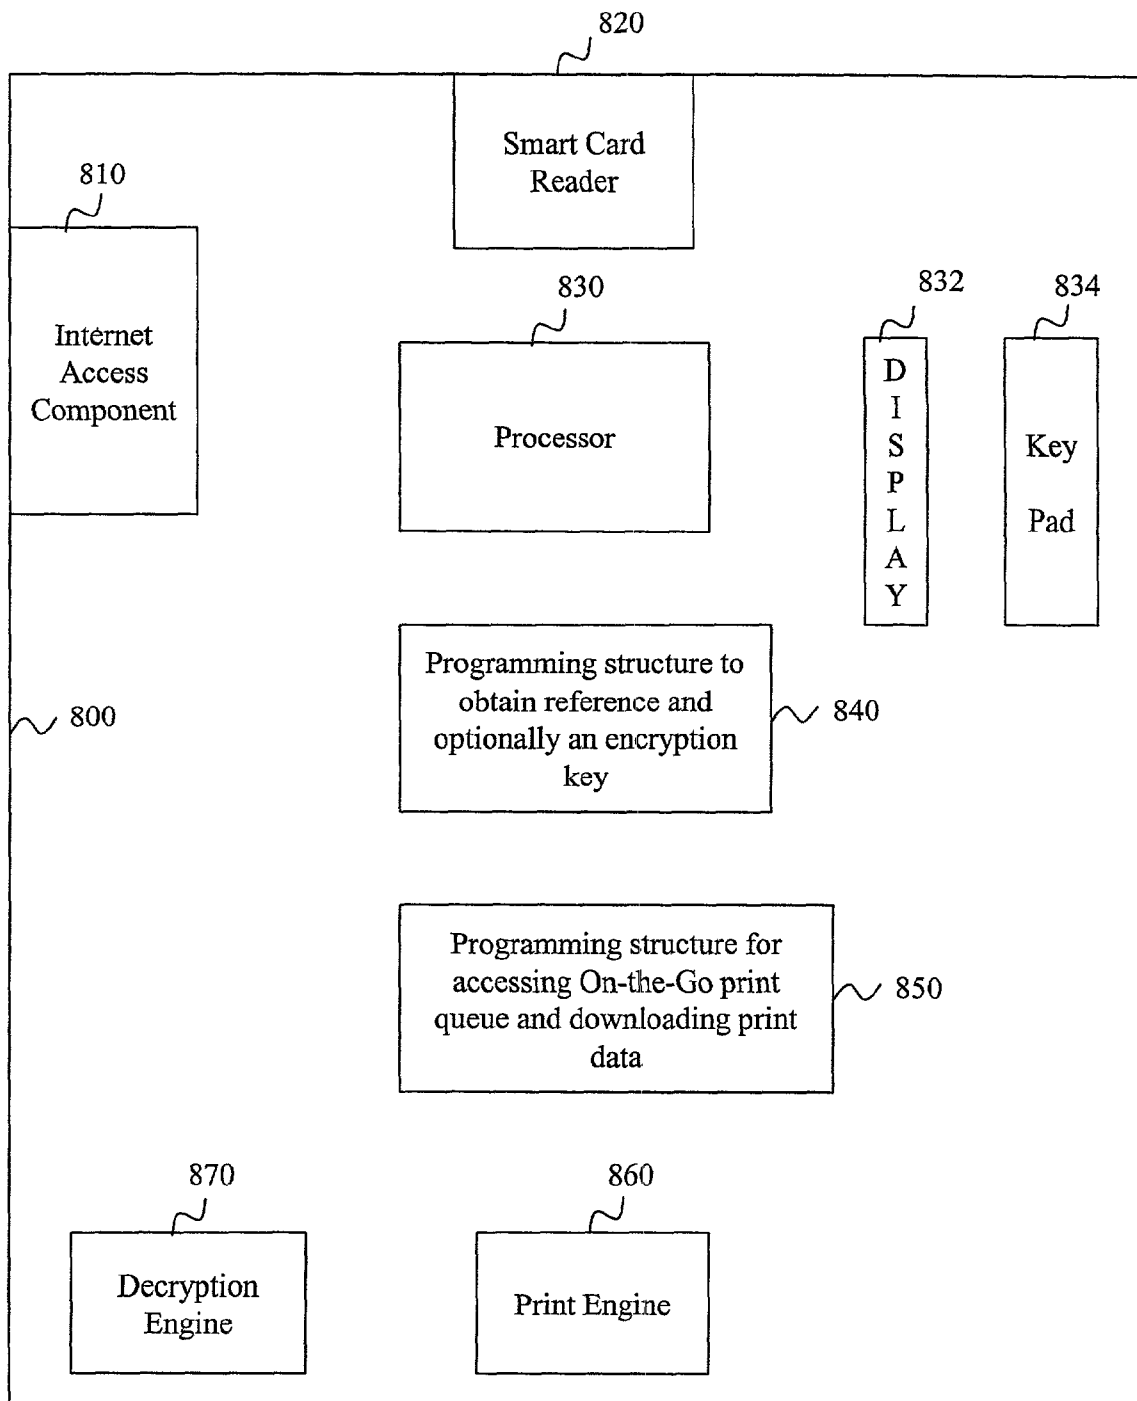 820
Smart Card
Reader
810
Internet
Access
Component
830
Processor
832
D
I
S
P
L
A
Y
834
Key
Pad
800
Programming structure to
obtain reference and
optionally an encryption
key
840
Programming structure for
accessing On-the-Go print
queue and downloading print
data
850
870
Decryption
Engine
860
Print Engine